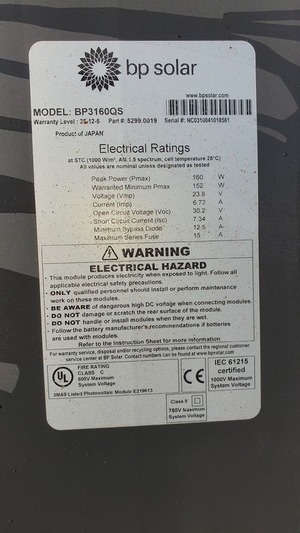 bp solar
www.bpsolar.com
MODEL: BP3160QS
Warranty Level : 25-12-5 Part #: 5299.0019 Serial #:
Product of JAPAN
Electrical Ratings
at STC (1000 W/m², AM 1.5 spectrum, cell temperature 25°C)
All values are nominal unless designated as tested
Peak Power (Pmax) 160 W
Warranted Minimum Pmax 152 W
Voltage (Vmp) 23.8 V
Current (Imp) 6.72 A
Open Circuit Voltage (Voc) 30.2 V
Short Circuit Current (Isc) 7.34 A
Minimum Bypass Diode 12.5 A
Maximum Series Fuse 15 A
WARNING
ELECTRICAL HAZARD
- This module produces electricity when exposed to light. Follow all
applicable electrical safety precautions.
- ONLY qualified personnel should install or perform maintenance
work on these modules.
- BE AWARE of dangerous high DC voltage when connecting modules.
- DO NOT damage or scratch the rear surface of the module.
- DO NOT handle or install modules when they are wet.
- Follow the battery manufacturer's recommendations if batteries
are used with modules.
Refer to the Instruction Sheet for more information
For warranty service, disposal and/or recycling options, please contact the regional customer
service center at BP Solar. Contact numbers can be found at www.bpsolar.com
UL
FIRE RATING
CLASS C
600V Maximum
System Voltage
3MA8 Listed Photovoltaic Module E219613
CE
IEC 61215
certified
1000V Maximum
System Voltage
Class II
780V Maximum
System Voltage